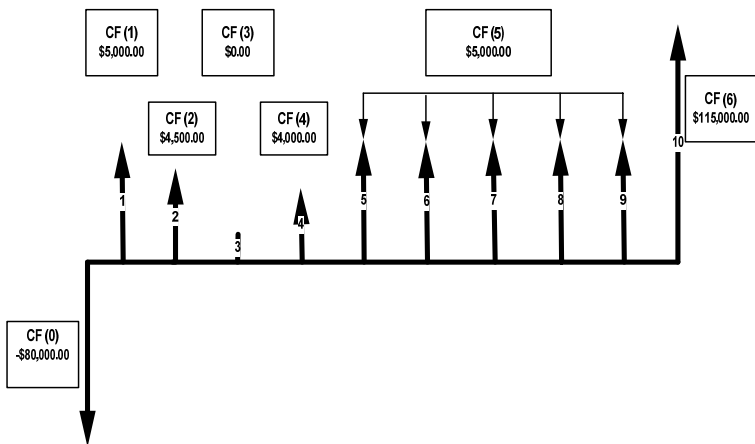 CF (1)
$5,000.00
CF (3)
$0.00
CF (5)
$5,000.00
CF (2)
$4,500.00
CF (4)
$4,000.00
CF (6)
$115,000.00
10
1
2
3
4
5
6
7
8
9
CF (0)
-$80,000.00